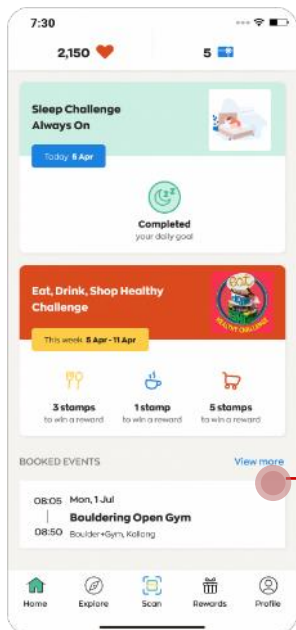 7:30
2,150
5
Sleep Challenge
Always On
Today 5 Apr
zZ
Completed
your daily goal
Eat, Drink, Shop Healthy
Challenge
This week 5 Apr - 11 Apr
3 stamps
to win a reward
1 stamp
to win a reward
5 stamps
to win a reward
BOOKED EVENTS
View more
08:05
Mon, 1 Jul
Bouldering Open Gym
08:50
Boulder+Gym, Kallang
Home
Explore
Scan
Rewards
Profile